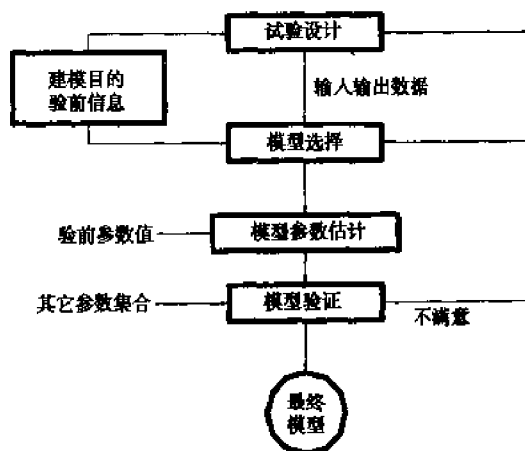 试验设计
建模目的
验前信息
输入输出数据
模型选择
验前参数值
模型参数估计
其它参数集合
模型验证
不满意
最终
模型